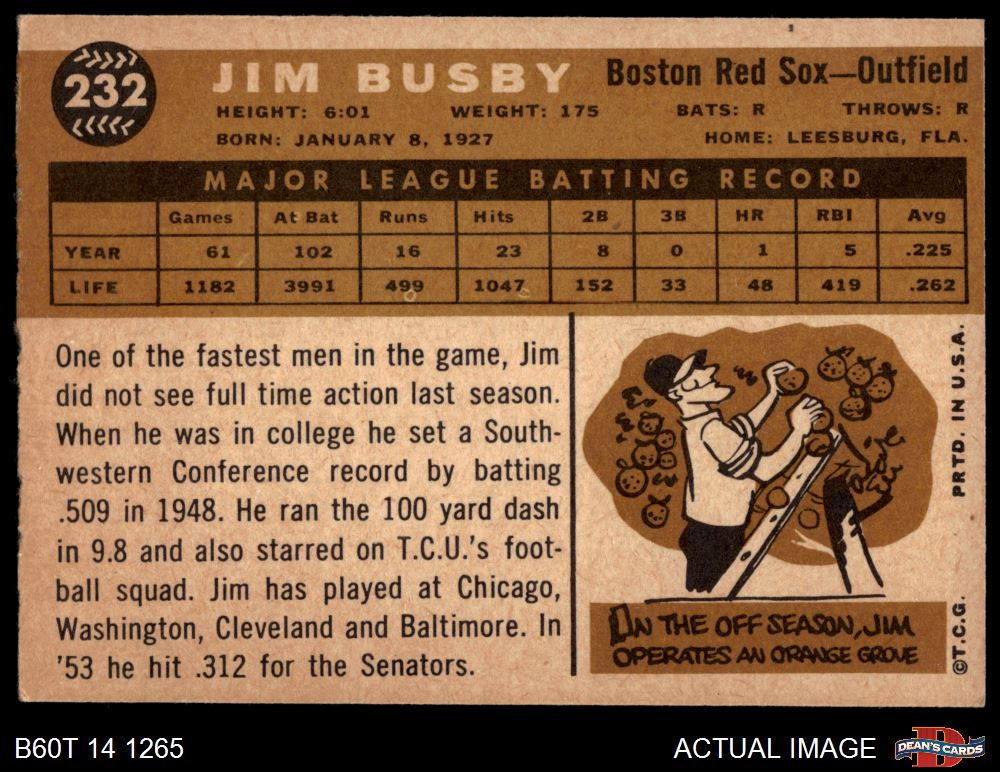 232
JIM BUSBY
Boston Red Sox—Outfield
HEIGHT: 6:01 WEIGHT: 175 BATS: R THROWS: R
BORN: JANUARY 8, 1927 HOME: LEESBURG, FLA.
MAJOR LEAGUE BATTING RECORD
Games At Bat Runs Hits 2B 3B HR RBI Avg
YEAR 61 102 16 23 8 0 1 5 .225
LIFE 1182 3991 499 1047 152 33 48 419 .262
One of the fastest men in the game, Jim
did not see full time action last season.
When he was in college he set a South-
western Conference record by batting
.509 in 1948. He ran the 100 yard dash
in 9.8 and also starred on T.C.U.'s foot-
ball squad. Jim has played at Chicago,
Washington, Cleveland and Baltimore. In
'53 he hit .312 for the Senators.
IN THE OFF SEASON, JIM
OPERATES AN ORANGE GROVE
©T.C.G. PRTD. IN U.S.A.
B60T 14 1265
ACTUAL IMAGE
DEAN'S CARDS